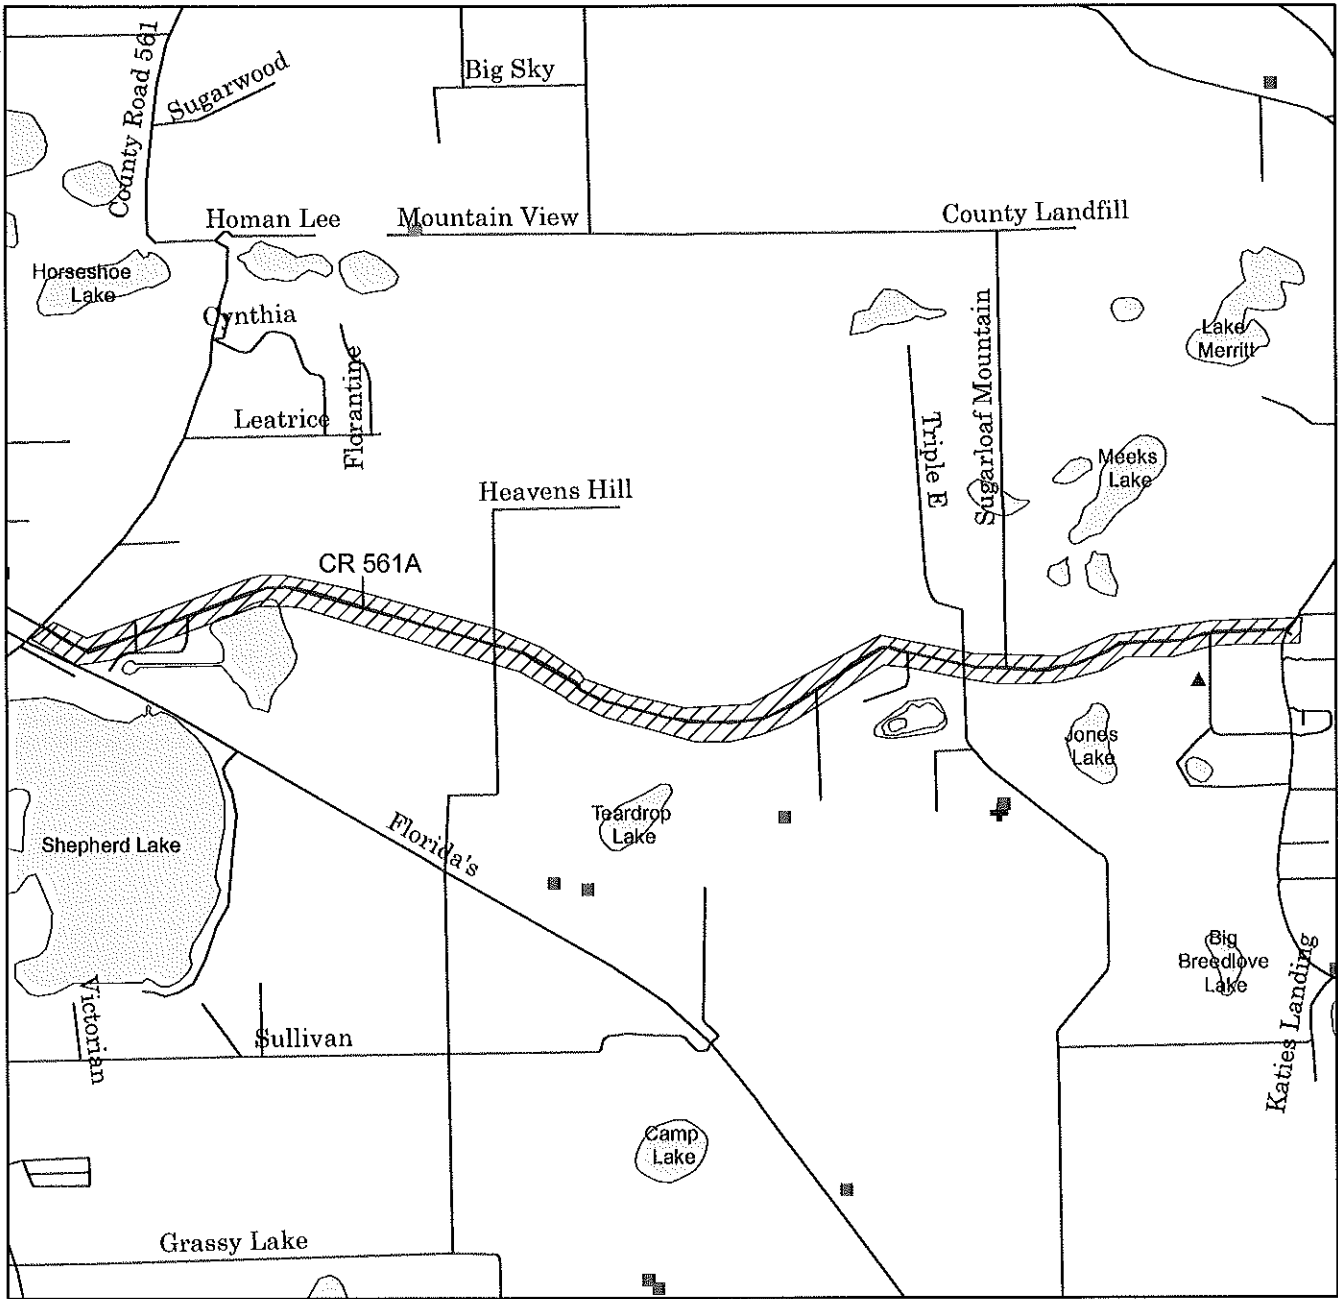 County Road 561
Sugarwood
Big Sky
Homan Lee
Mountain View
County Landfill
Horseshoe
Lake
Cynthia
Florantine
Leatrice
Sugarloaf Mountain
Lake
Merritt
Triple E
Meeks
Lake
Heavens Hill
CR 561A
Jones
Lake
Teardrop
Lake
Florida's
Shepherd Lake
Big
Breedlove
Lake
Katies Landing
Victorian
Sullivan
Camp
Lake
Grassy Lake